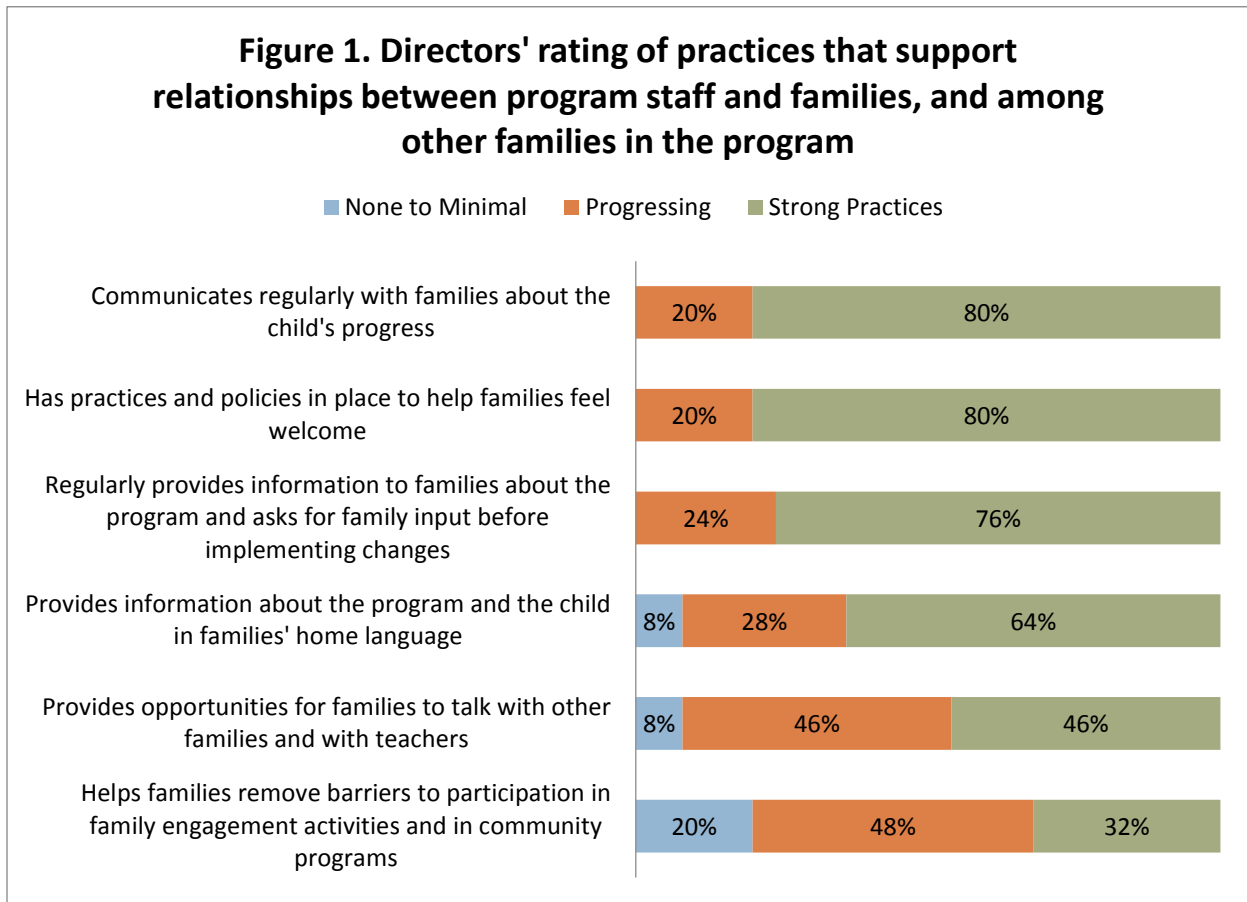 Figure 1. Directors' rating of practices that support
relationships between program staff and families, and among
other families in the program
None to Minimal Progressing Strong Practices
Communicates regularly with families about the
child's progress
20% 80%
Has practices and policies in place to help families feel
welcome
20% 80%
Regularly provides information to families about the
program and asks for family input before
implementing changes
24% 76%
Provides information about the program and the child
in families' home language
8% 28% 64%
Provides opportunities for families to talk with other
families and with teachers
8% 46% 46%
Helps families remove barriers to participation in
family engagement activities and in community
programs
20% 48% 32%